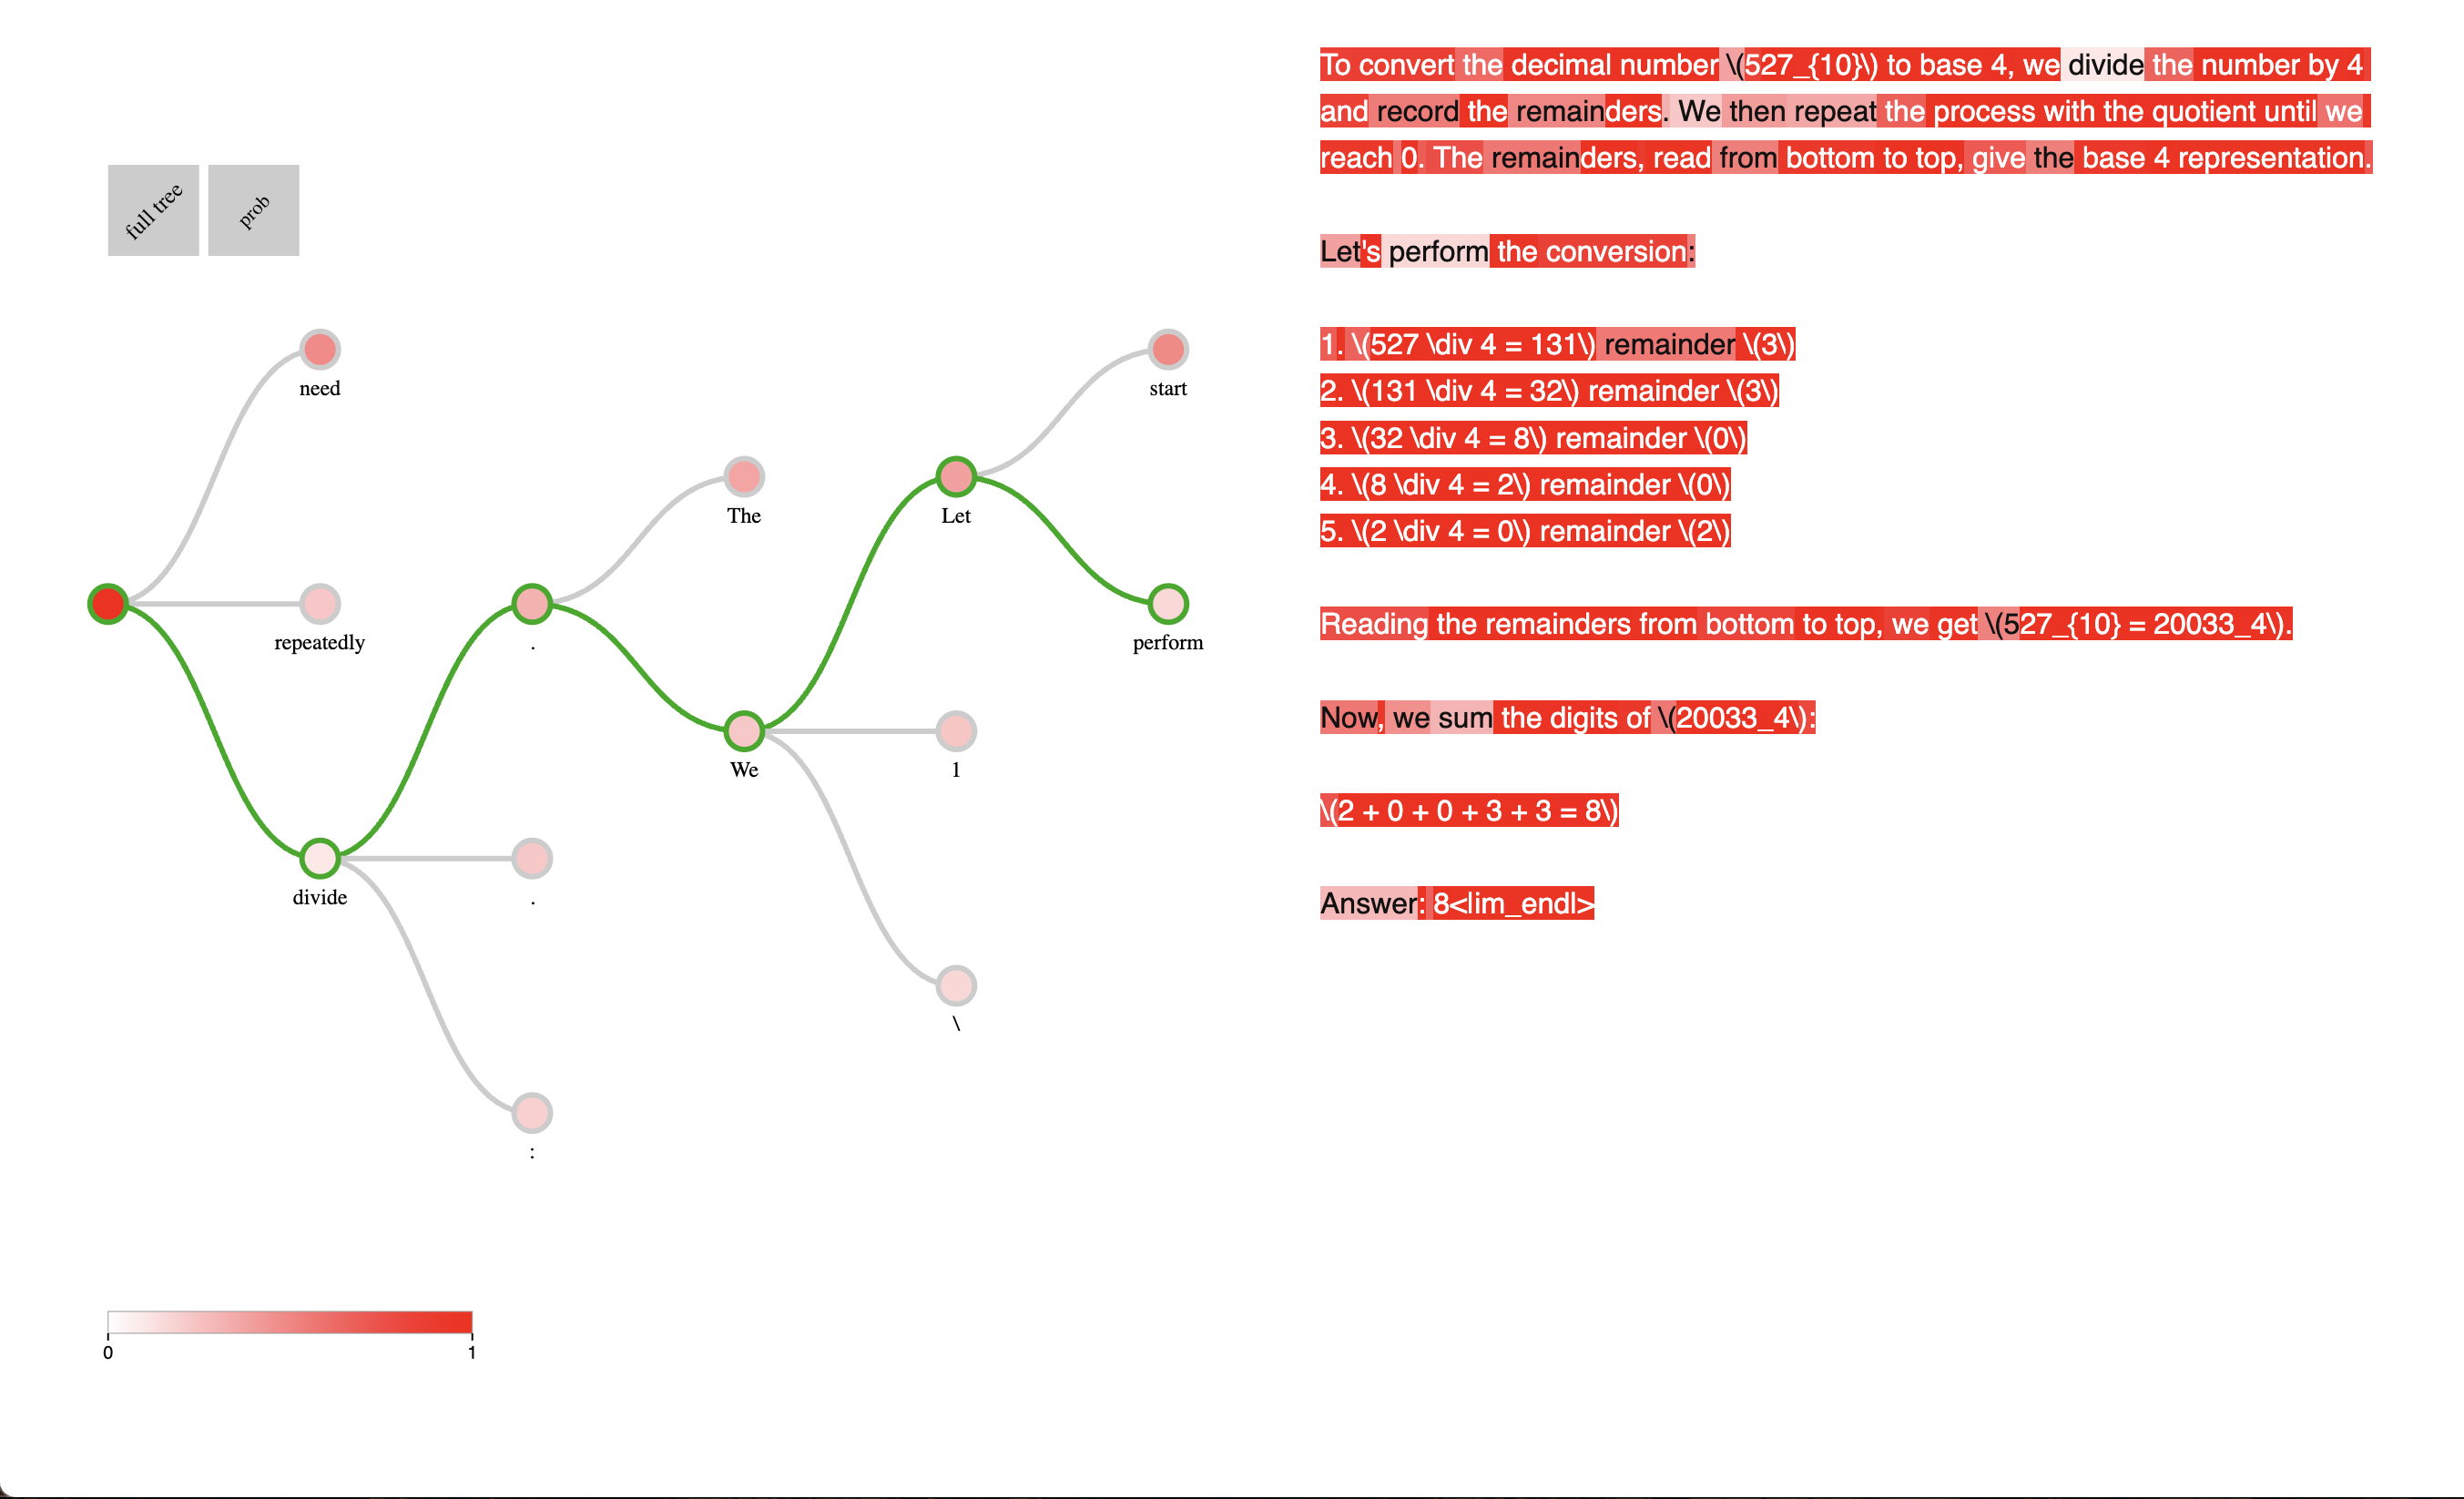 full tree
prob
need
start
The
Let
repeatedly
.
perform
We
1
divide
.
\
:
0
1
To convert the decimal number \(527_{10}\) to base 4, we divide the number by 4
and record the remainders. We then repeat the process with the quotient until we
reach 0. The remainders, read from bottom to top, give the base 4 representation.
Let's perform the conversion:
1. \(527 \div 4 = 131\) remainder \(3\)
2. \(131 \div 4 = 32\) remainder \(3\)
3. \(32 \div 4 = 8\) remainder \(0\)
4. \(8 \div 4 = 2\) remainder \(0\)
5. \(2 \div 4 = 0\) remainder \(2\)
Reading the remainders from bottom to top, we get \(527_{10} = 20033_4\).
Now, we sum the digits of \(20033_4\):
\(2 + 0 + 0 + 3 + 3 = 8\)
Answer: 8<|im_end|>